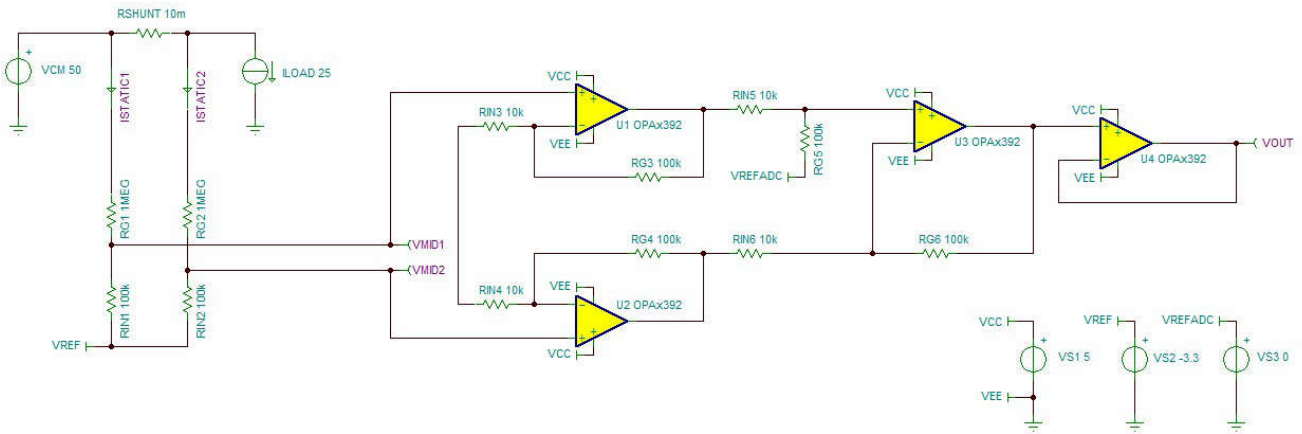 RSHUNT 10m
+
VCM 50
ISTATIC1
ISTATIC2
ILOAD 25
VCC
RIN3 10k
+
+
−
U1 OPAx392
VEE
RG3 100k
RIN5 10k
RG5 100k
VREFADC
VCC
+
+
−
U3 OPAx392
VEE
VCC
+
+
−
U4 OPAx392
VEE
VOUT
RG1 1MEG
RG2 1MEG
VMID1
VMID2
RIN1 100k
RIN2 100k
VREF
RG4 100k
RIN6 10k
RG6 100k
RIN4 10k
VEE
−
+
+
U2 OPAx392
VCC
VCC
+
VS1 5
VEE
VREF
+
VS2 -3.3
VREFADC
+
VS3 0